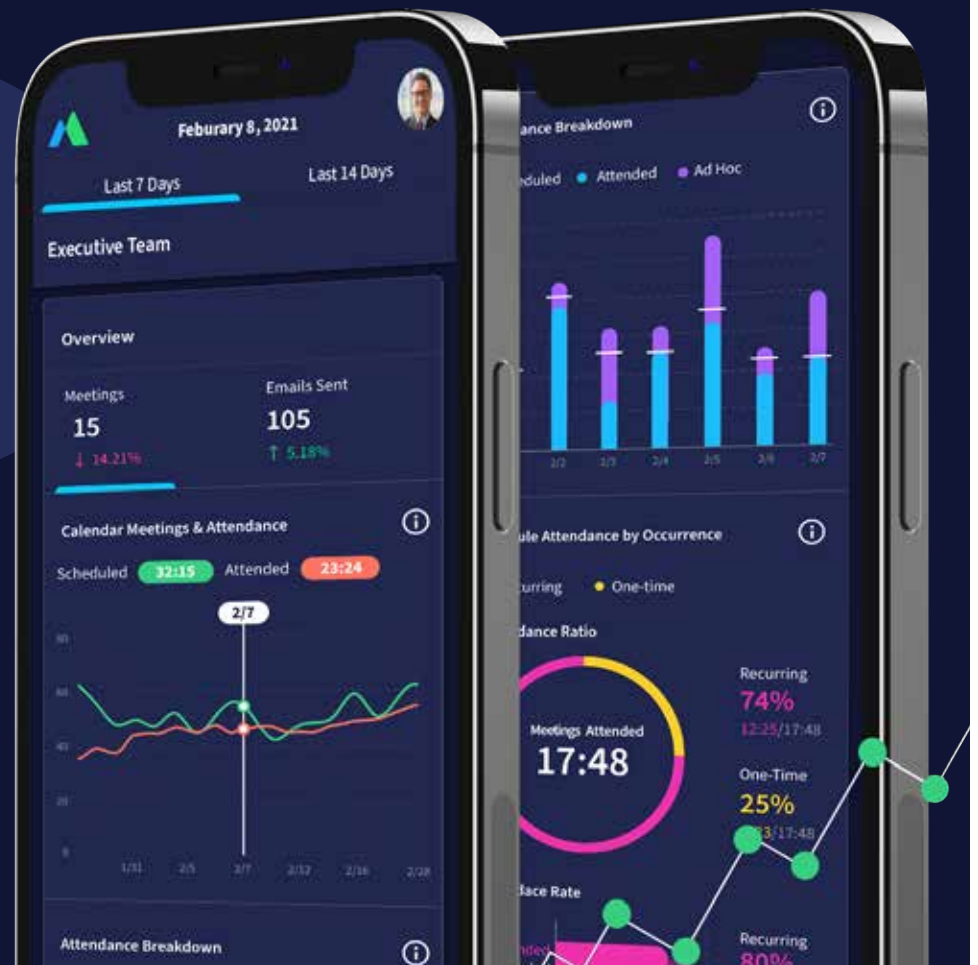 Feburary 8, 2021
Last 7 Days
Last 14 Days
Executive Team
Overview
Meetings
Emails Sent
15
105
↓ 14.21%
↑ 5.18%
Calendar Meetings & Attendance
Scheduled 32:15 Attended 23:24
2/7
80
60
40
20
0
1/31 2/5 2/7 2/12 2/16 2/28
Attendance Breakdown
ance Breakdown
eduled Attended Ad Hoc
2/2 2/3 2/4 2/5 2/6 2/7
ule Attendance by Occurrence
curring One-time
dance Ratio
Meetings Attended
17:48
Recurring
74%
12:25/17:48
One-Time
25%
3/17:48
dace Rate
nded
Recurring
80%